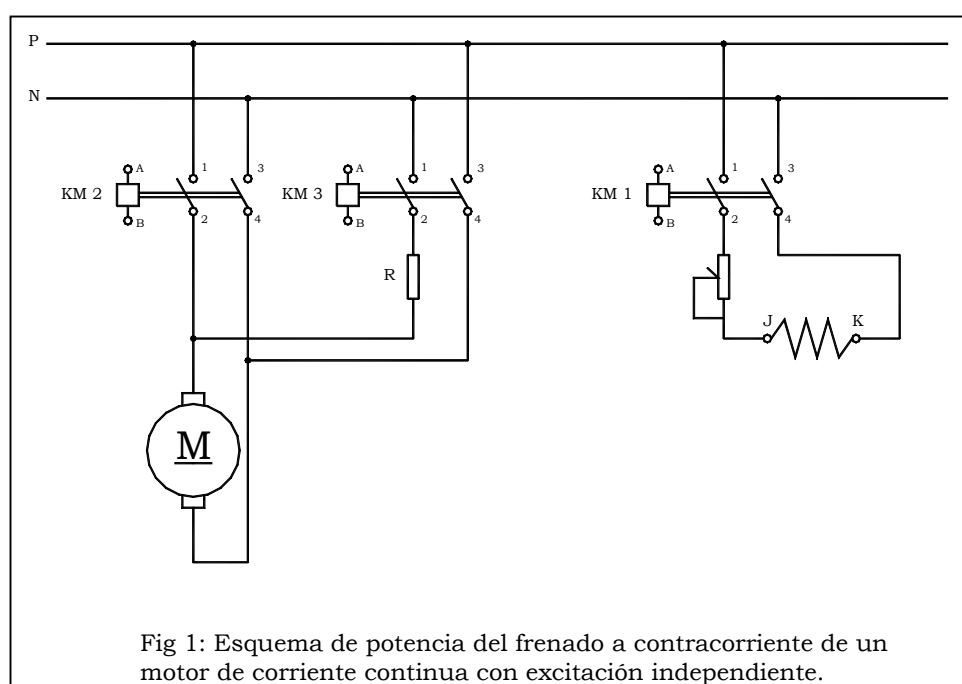 P
N
KM 2
A
B
1
3
2
4
KM 3
A
B
1
3
2
4
KM 1
A
B
1
3
2
4
R
J
K
M
Fig 1: Esquema de potencia del frenado a contracorriente de un
motor de corriente continua con excitación independiente.